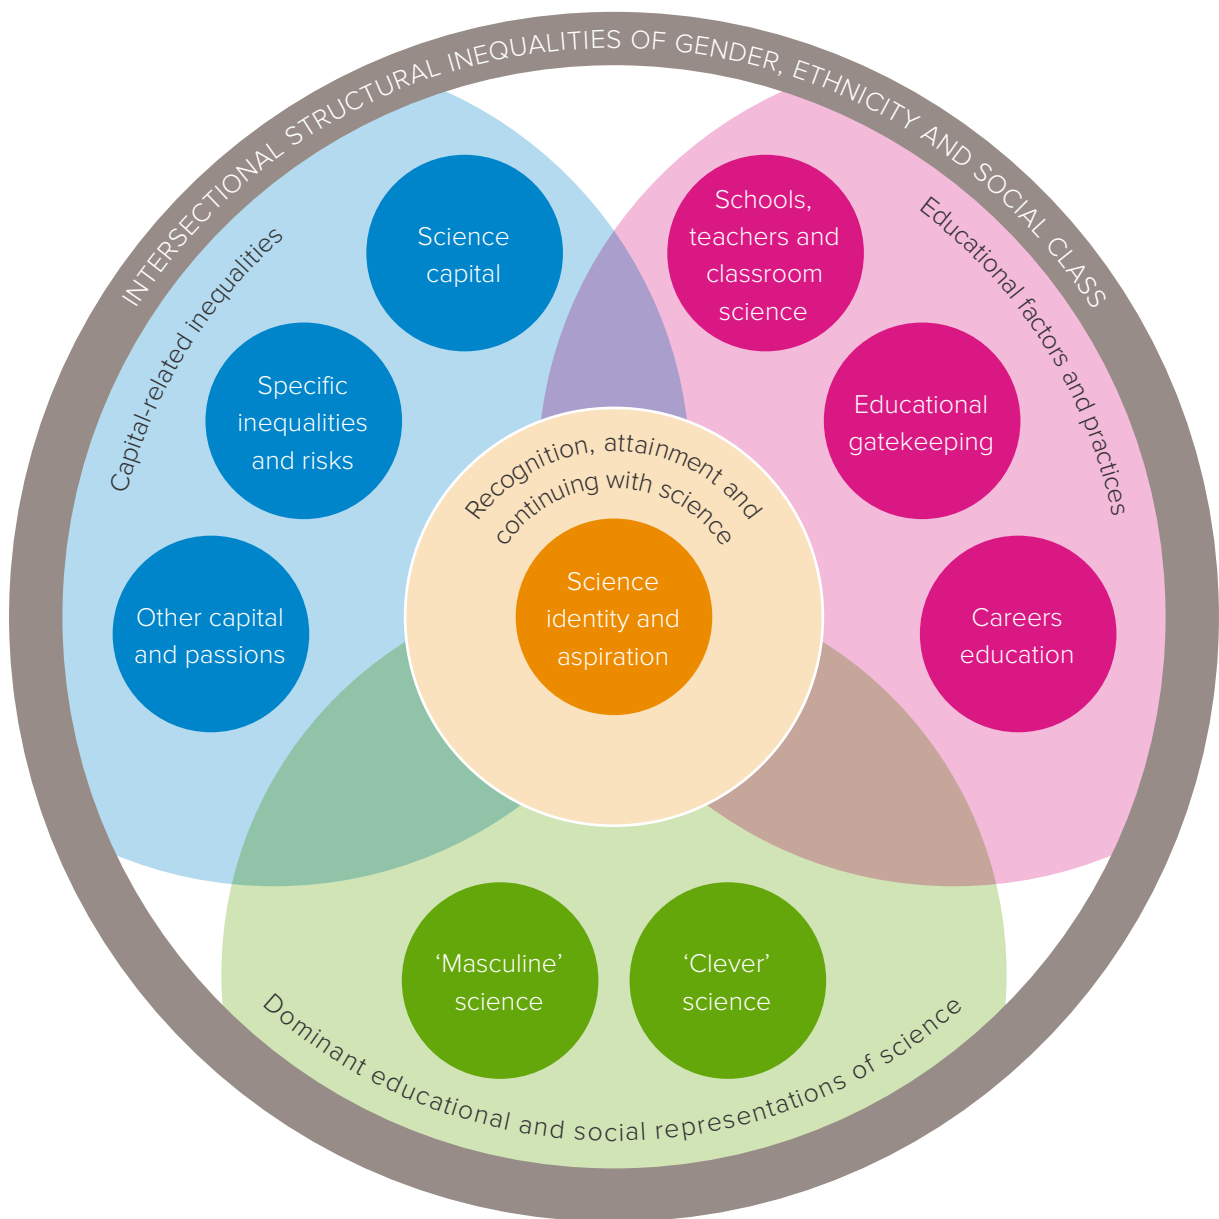 INTERSECTIONAL STRUCTURAL INEQUALITIES OF GENDER, ETHNICITY AND SOCIAL CLASS
Capital-related inequalities
Science
capital
Specific
inequalities
and risks
Other capital
and passions
Educational factors and practices
Schools,
teachers and
classroom
science
Educational
gatekeeping
Careers
education
Recognition, attainment and
continuing with science
Science
identity and
aspiration
‘Masculine’
science
‘Clever’
science
Dominant educational and social representations of science